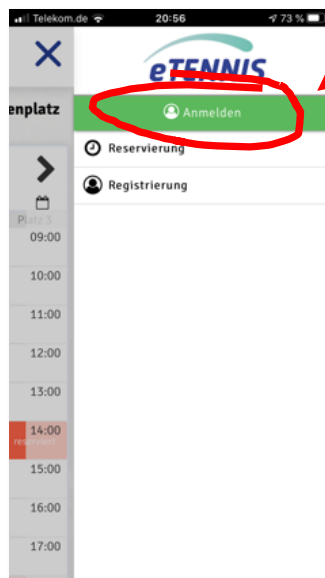 Telekom.de
20:56
73 %
eTENNIS
enplatz
Anmelden
Reservierung
Registrierung
Platz 3
09:00
10:00
11:00
12:00
13:00
14:00
reserviert
15:00
16:00
17:00